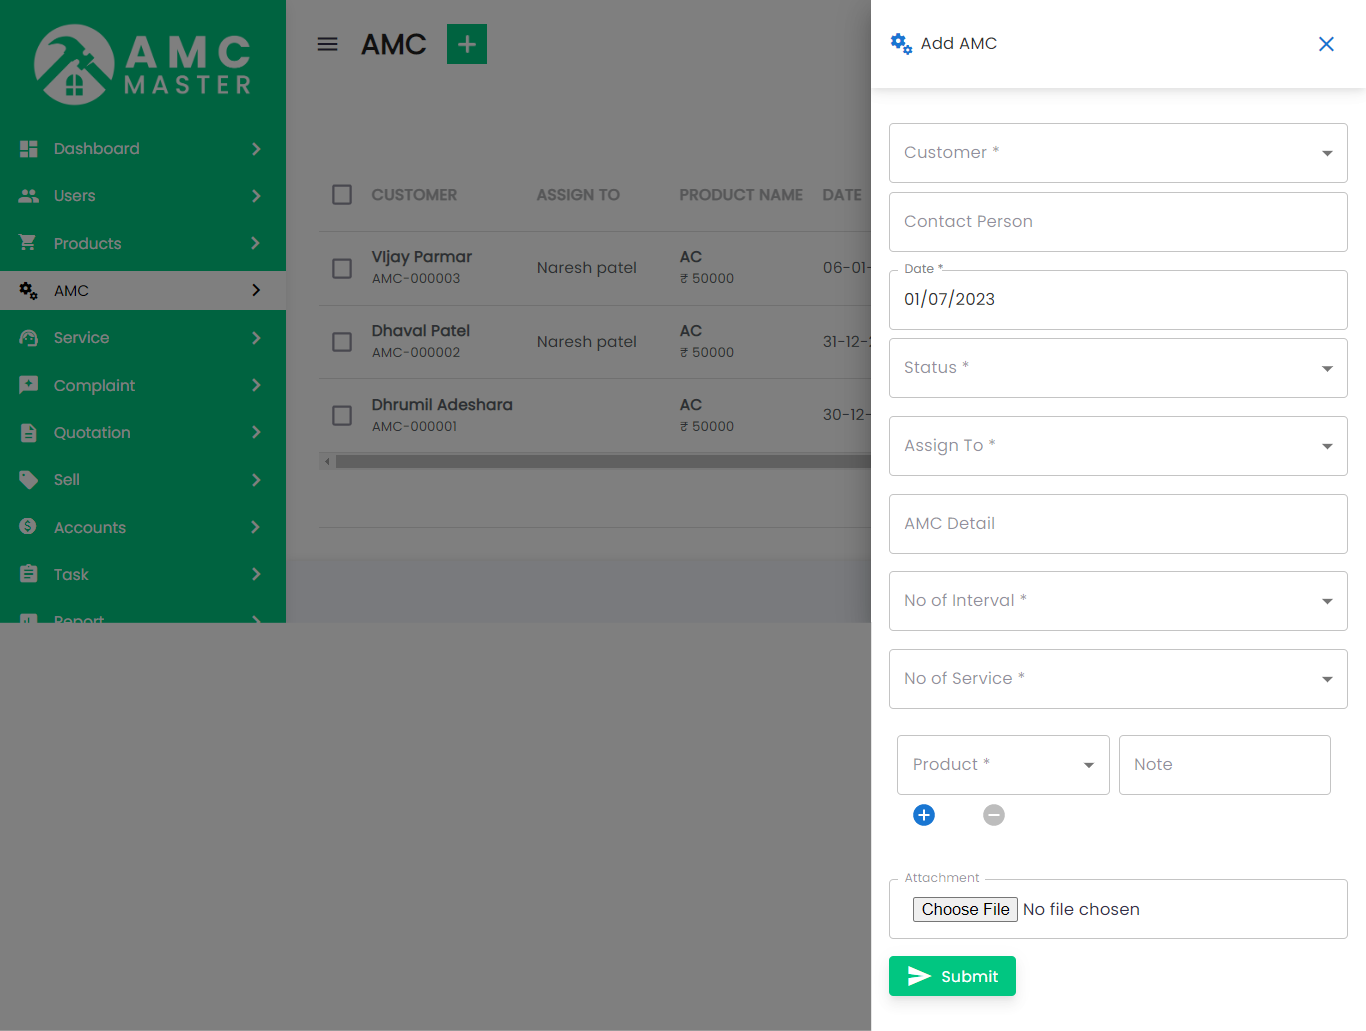 AMC
MASTER
Dashboard
Users
Products
AMC
Service
Complaint
Quotation
Sell
Accounts
Task
Report
AMC
CUSTOMER ASSIGN TO PRODUCT NAME DATE
VIjay Parmar
AMC-000003
Naresh patel
AC
₹ 50000
06-01-
Dhaval Patel
AMC-000002
Naresh patel
AC
₹ 50000
31-12-
Dhrumil Adeshara
AMC-000001
AC
₹ 50000
30-12-
Add AMC
Customer *
Contact Person
Date *
01/07/2023
Status *
Assign To *
AMC Detail
No of Interval *
No of Service *
Product *
Note
Attachment
Choose File No file chosen
Submit